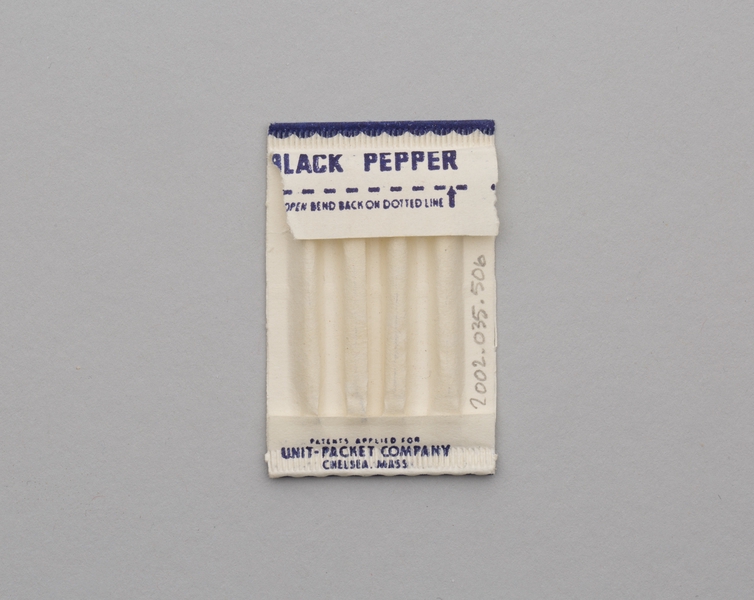 BLACK PEPPER
OPEN BEND BACK ON DOTTED LINE
2002.035.506
PATENTS APPLIED FOR
UNIT-PACKET COMPANY
CHELSEA, MASS.